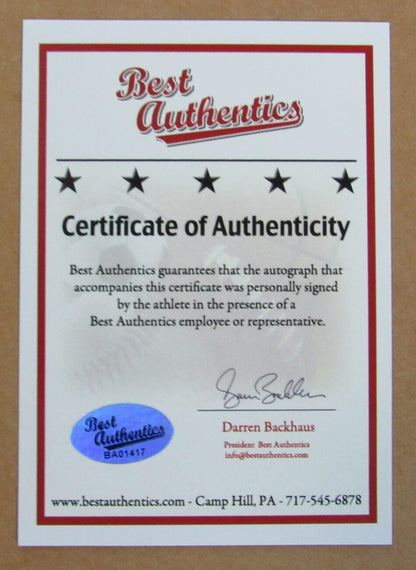 Best
Authentics
Certificate of Authenticity
Best Authentics guarantees that the autograph that
accompanies this certificate was personally signed
by the athlete in the presence of a
Best Authentics employee or representative.
Darren Backhaus
President Best Authentics
info@bestauthentics.com
Best
Authentics
BA01417
www.bestauthentics.com - Camp Hill, PA - 717-545-6878